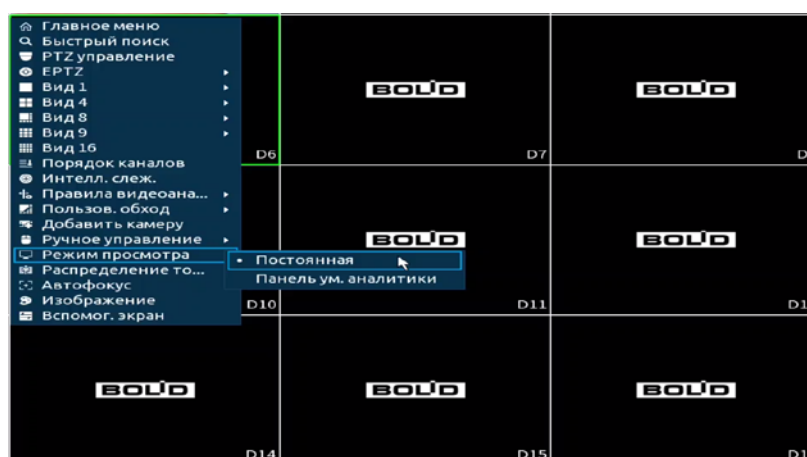 Главное меню
Быстрый поиск
PTZ управление
EPTZ
Вид 1
Вид 4
Вид 8
Вид 9
Вид 16
Порядок каналов
Интелл. слеж.
Правила видеоана...
Пользов. обход
Добавить камеру
Ручное управление
Режим просмотра
Распределение то...
Автофокус
Изображение
Вспомог. экран
Постоянная
Панель ум. аналитики
BOLID
BOLID
D6
D7
D
BOLID
BOLID
D10
D11
D1
BOLID
BOLID
BOLID
D14
D15
D1